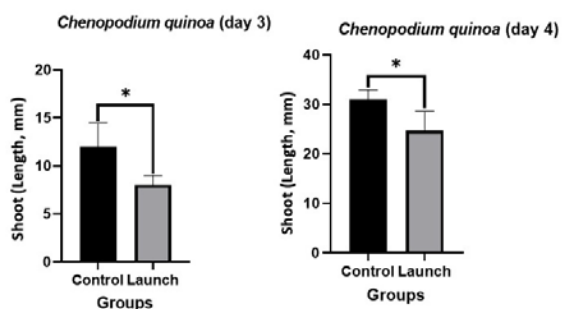 Chenopodium quinoa (day 3)
*
20
15
10
5
0
Shoot (Length, mm)
Control Launch
Groups
Chenopodium quinoa (day 4)
*
40
30
20
10
0
Shoot (Length, mm)
Control Launch
Groups